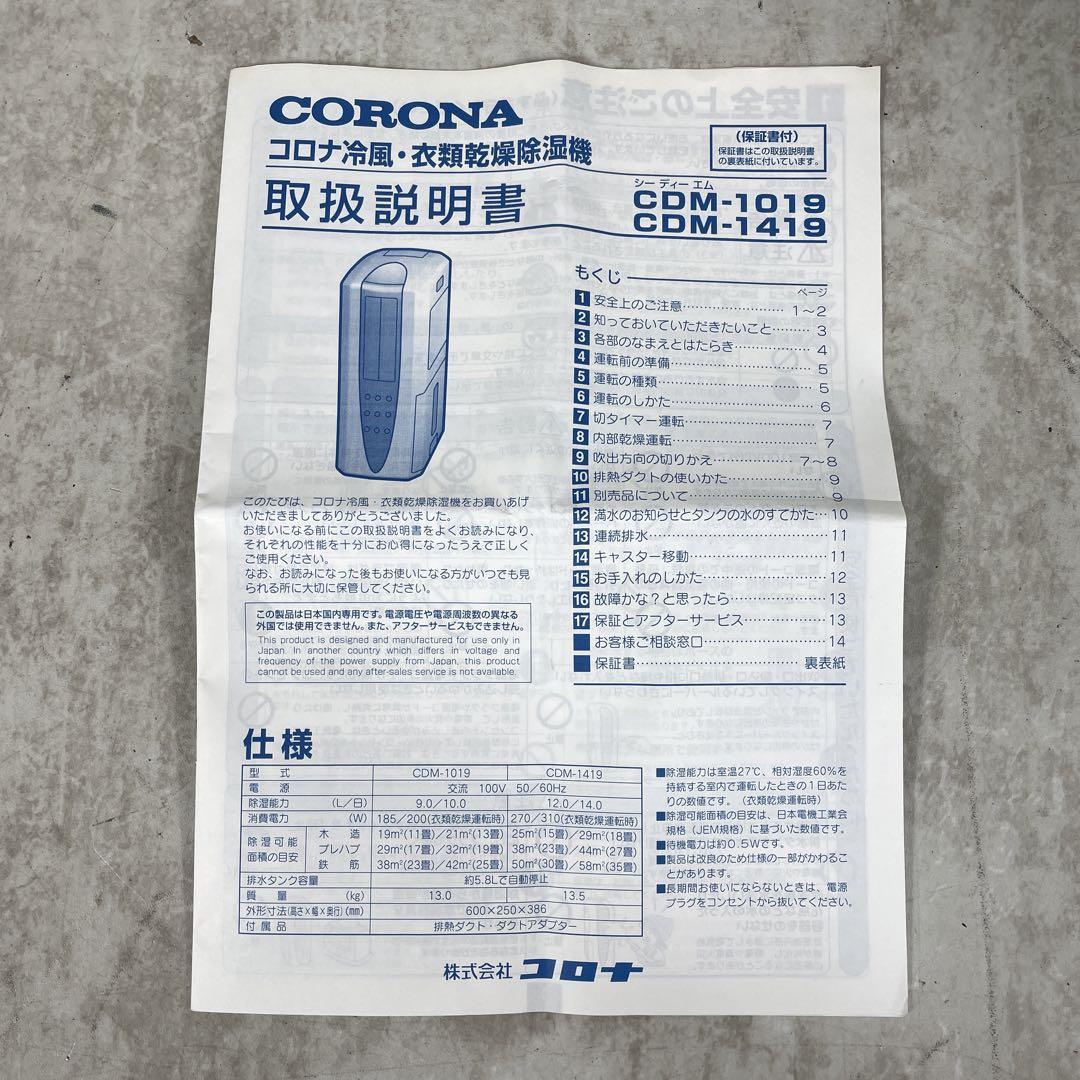 CORONA
コロナ冷風・衣類乾燥除湿機
取扱説明書
(保証書付)
保証書はこの取扱説明書
の裏表紙に付いています。
シー ディー エム
CDM-1019
CDM-1419
もくじ
ページ
1 安全上のご注意 1～2
2 知っておいていただきたいこと 3
3 各部のなまえとはたらき 4
4 運転前の準備 5
5 運転の種類 5
6 運転のしかた 6
7 切タイマー運転 7
8 内部乾燥運転 7
9 吹出方向の切りかえ 7～8
10 排熱ダクトの使いかた 9
11 別売品について 9
12 満水のお知らせとタンクの水のすてかた 10
13 連続排水 11
14 キャスター移動 11
15 お手入れのしかた 12
16 故障かな？と思ったら 13
17 保証とアフターサービス 13
お客様ご相談窓口 14
保証書 裏表紙
このたびは、コロナ冷風・衣類乾燥除湿機をお買いあげ
いただきましてありがとうございました。
お使いになる前にこの取扱説明書をよくお読みになり、
それぞれの性能を十分にお心得になったうえで正しく
ご使用ください。
なお、お読みになった後もお使いになる方がいつでも見
られる所に大切に保管してください。
この製品は日本国内専用です。電源電圧や電源周波数の異なる
外国では使用できません。また、アフターサービスもできません。
This product is designed and manufactured for use only in
Japan. In another country which differs in voltage and
frequency of the power supply from Japan, this product
cannot be used and any after-sales service is not available.
仕様
型式 CDM-1019 CDM-1419
電源 交流 100V 50/60Hz
除湿能力 (L/日) 9.0/10.0 12.0/14.0
消費電力 (W) 185/200(衣類乾燥運転時) 270/310(衣類乾燥運転時)
除湿可能面積の目安 木造 19m²(11畳)/21m²(13畳) 25m²(15畳)/29m²(18畳)
プレハブ 29m²(17畳)/32m²(19畳) 38m²(23畳)/44m²(27畳)
鉄筋 38m²(23畳)/42m²(25畳) 50m²(30畳)/58m²(35畳)
排水タンク容量 約5.8Lで自動停止
質量 (kg) 13.0 13.5
外形寸法(高さ×幅×奥行)(mm) 600×250×386
付属品 排熱ダクト・ダクトアダプター
■除湿能力は室温27℃、相対湿度60%を
持続する室内で運転したときの1日あた
りの数値です。(衣類乾燥運転時)
■除湿可能面積の目安は、日本電機工業会
規格(JEM規格)に基づいた数値です。
■待機電力は約0.5Wです。
■製品は改良のため仕様の一部がかわるこ
とがあります。
■長期間お使いにならないときは、電源
プラグをコンセントから抜いてください。
株式会社 コロナ